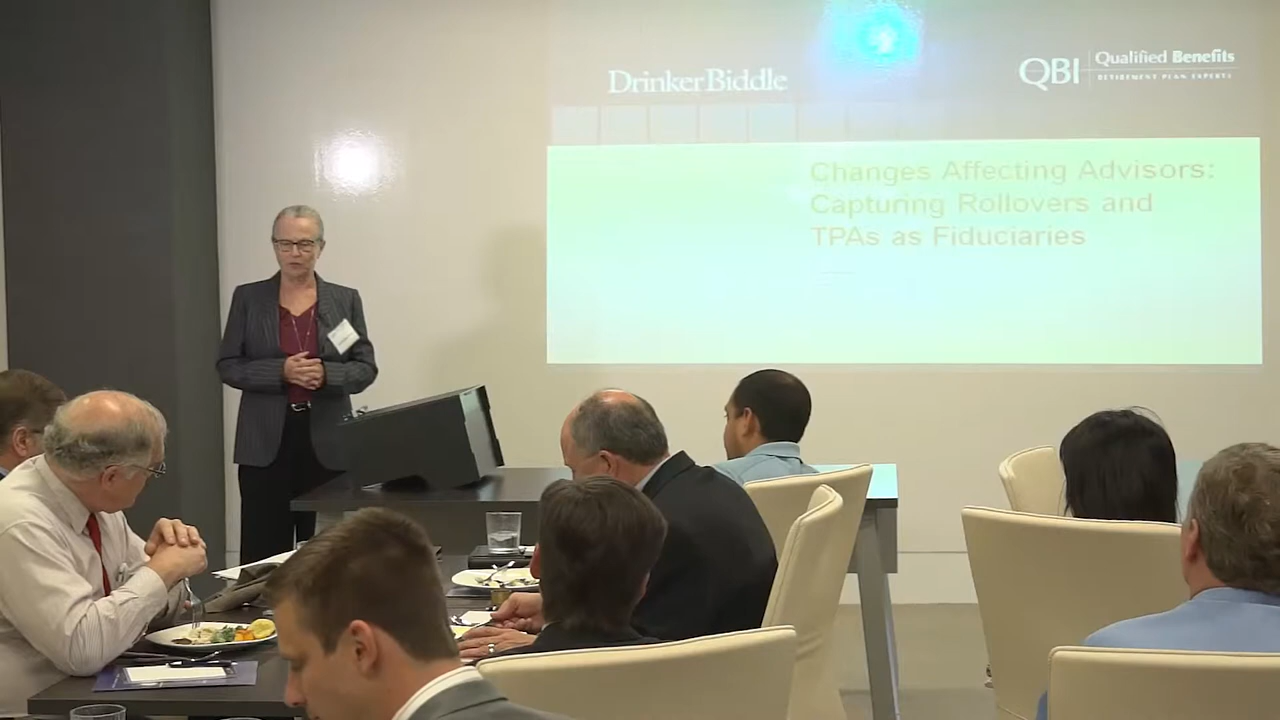 DrinkerBiddle
QBI
Qualified Benefits
RETIREMENT PLAN EXPERTS
Changes Affecting Advisors:
Capturing Rollovers and
TPAs as Fiduciaries